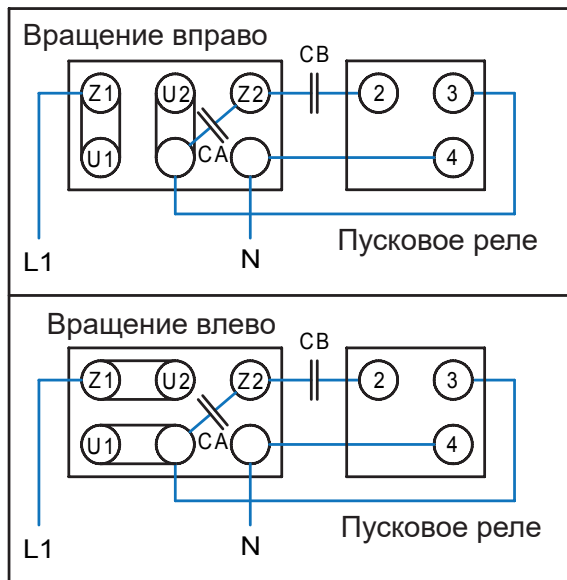 Вращение вправо
CB
Z1 U2 Z2 2 3
U1 CA 4
Пусковое реле
L1 N
Вращение влево
CB
Z1 U2 Z2 2 3
U1 CA 4
Пусковое реле
L1 N